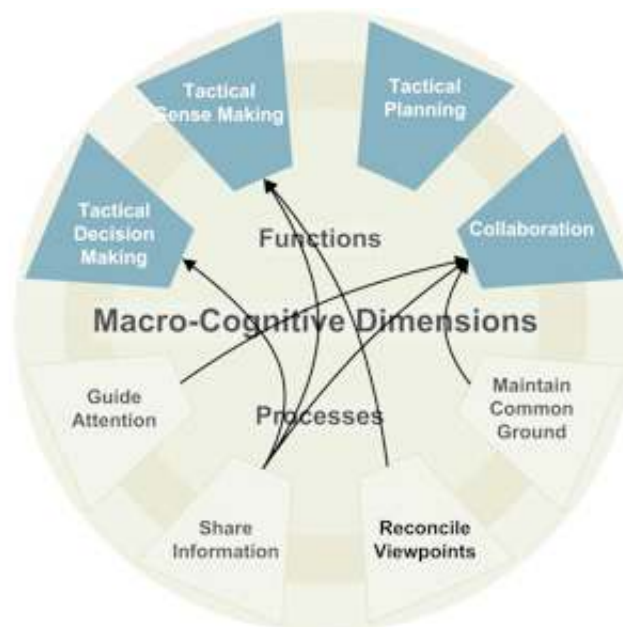 Tactical
Sense Making
Tactical
Planning
Tactical
Decision
Making
Collaboration
Functions
Macro-Cognitive Dimensions
Guide
Attention
Processes
Maintain
Common
Ground
Share
Information
Reconcile
Viewpoints